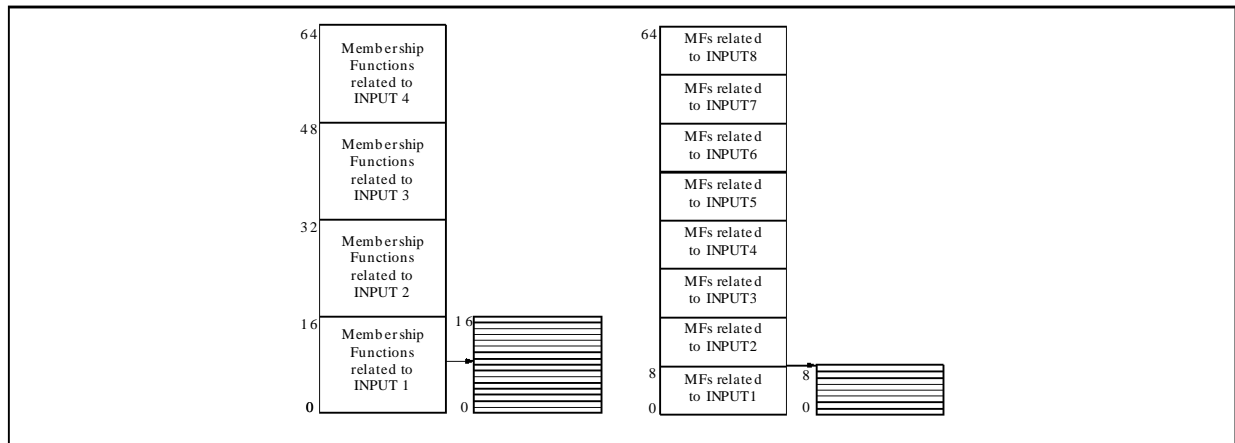 64
Membership
Functions
related to
INPUT 4
48
Membership
Functions
related to
INPUT 3
32
Membership
Functions
related to
INPUT 2
16
Membership
Functions
related to
INPUT 1
0
16
0
64
MFs related
to INPUT8
MFs related
to INPUT7
MFs related
to INPUT6
MFs related
to INPUT5
MFs related
to INPUT4
MFs related
to INPUT3
MFs related
to INPUT2
8
MFs related
to INPUT1
0
8
0